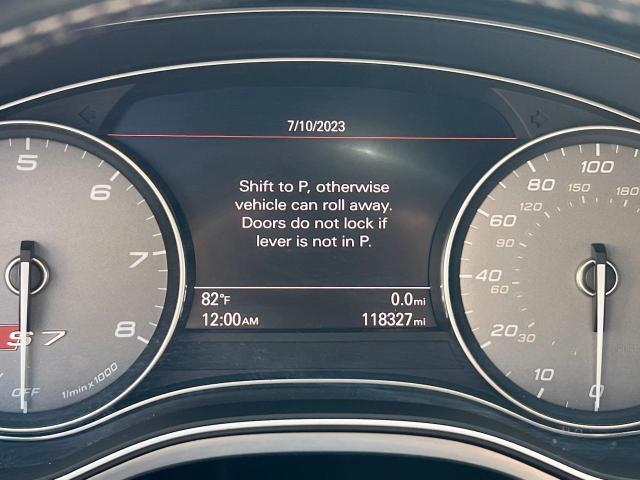 7/10/2023
Shift to P, otherwise
vehicle can roll away.
Doors do not lock if
lever is not in P.
82°F 0.0mi
12:00AM 118327mi
5
6
7
8
S7
OFF
1/min x 1000
100
80
150
180
120
60
90
40
60
20
30
10
0